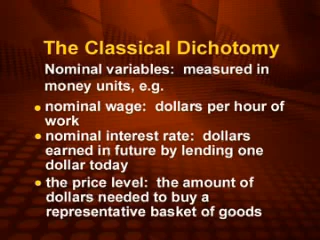 The Classical Dichotomy
Nominal variables:  measured in
money units, e.g.
● nominal wage:  dollars per hour of
work
● nominal interest rate:  dollars
earned in future by lending one
dollar today
● the price level:  the amount of
dollars needed to buy a
representative basket of goods